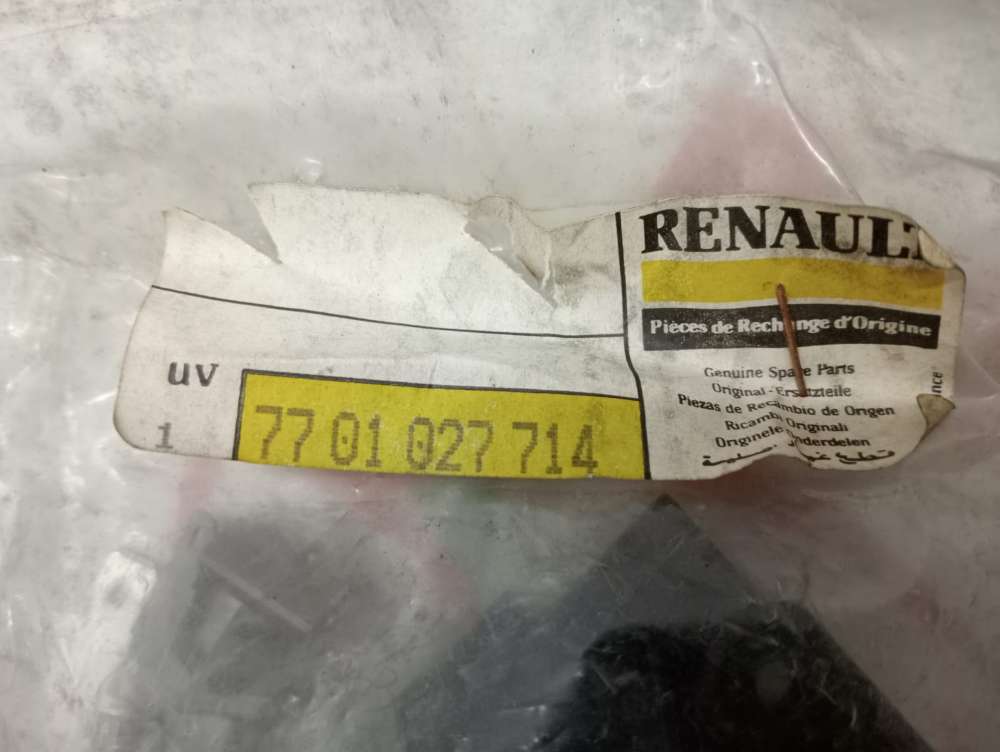 RENAULT
Pièces de Rechange d'Origine
Genuine Spare Parts
Original-Ersatzteile
Piezas de Recambio de Origen
Ricambi Originali
Originele Onderdelen
uv
1
77 01 027 714